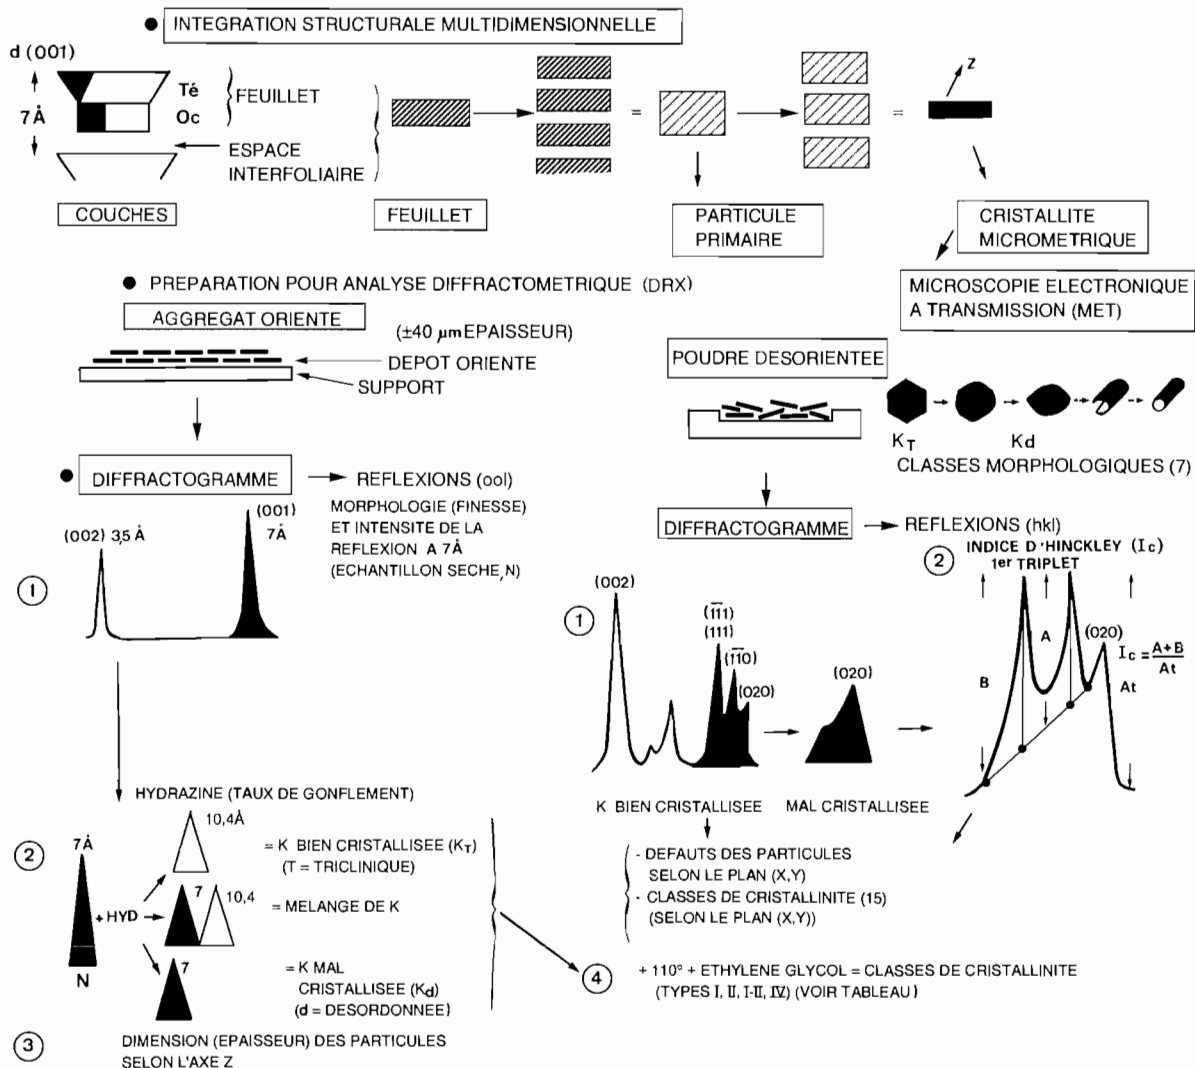 ● INTEGRATION STRUCTURALE MULTIDIMENSIONNELLE
d (001)
7 Å
Té
Oc
FEUILLET
ESPACE
INTERFOLIAIRE
COUCHES
FEUILLET
=
PARTICULE
PRIMAIRE
=
Z
CRISTALLITE
MICROMETRIQUE
MICROSCOPIE ELECTRONIQUE
A TRANSMISSION (MET)
● PREPARATION POUR ANALYSE DIFFRACTOMETRIQUE (DRX)
AGGREGAT ORIENTE
(±40 µm EPAISSEUR)
DEPOT ORIENTE
SUPPORT
POUDRE DESORIENTEE
K_T
Kd
CLASSES MORPHOLOGIQUES (7)
● DIFFRACTOGRAMME
REFLEXIONS (ool)
MORPHOLOGIE (FINESSE)
ET INTENSITE DE LA
REFLEXION A 7Å
(ECHANTILLON SECHE, N)
1
(002) 3,5 Å
(001)
7Å
DIFFRACTOGRAMME
REFLEXIONS (hkl)
1
(002)
(1̅1̅1)
(111)
(11̅0)
(020)
(020)
K BIEN CRISTALLISEE
MAL CRISTALLISEE
2
INDICE D'HINCKLEY (Ic)
1er TRIPLET
A
B
(020)
Ic = A+B
At
At
- DEFAUTS DES PARTICULES
SELON LE PLAN (X,Y)
- CLASSES DE CRISTALLINITE (15)
(SELON LE PLAN (X,Y))
HYDRAZINE (TAUX DE GONFLEMENT)
2
7Å
N
+ HYD
10,4Å
= K BIEN CRISTALLISEE (K_T)
(T = TRICLINIQUE)
7
10,4
= MELANGE DE K
7
= K MAL
CRISTALLISEE (Kd)
(d = DESORDONNEE)
3
DIMENSION (EPAISSEUR) DES PARTICULES
SELON L'AXE Z
4
+ 110° + ETHYLENE GLYCOL = CLASSES DE CRISTALLINITE
(TYPES I, II, I-II, IV) (VOIR TABLEAU)